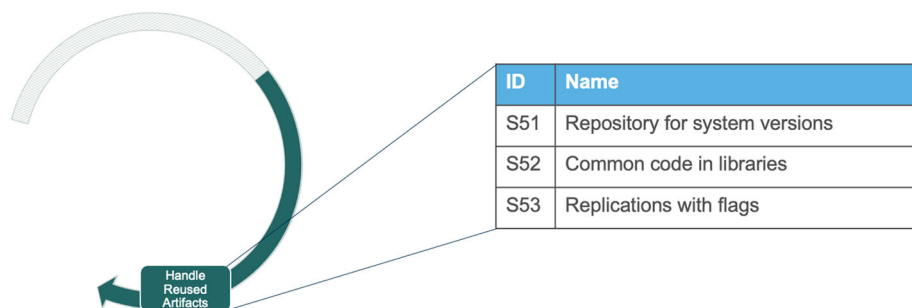 ID Name
S51 Repository for system versions
S52 Common code in libraries
S53 Replications with flags
Handle
Reused
Artifacts